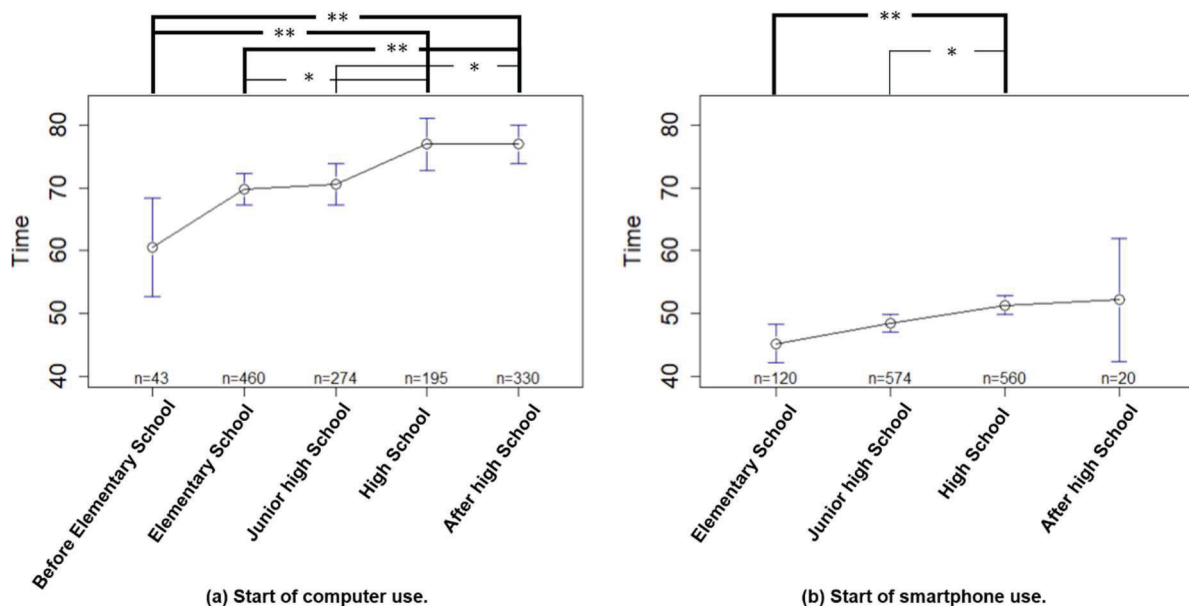 **
**
**
*
*
Time
80
70
60
50
40
n=43 n=460 n=274 n=195 n=330
Before Elementary School
Elementary School
Junior high School
High School
After high School
(a) Start of computer use.
**
*
Time
80
70
60
50
40
n=120 n=574 n=560 n=20
Elementary School
Junior high School
High School
After high School
(b) Start of smartphone use.